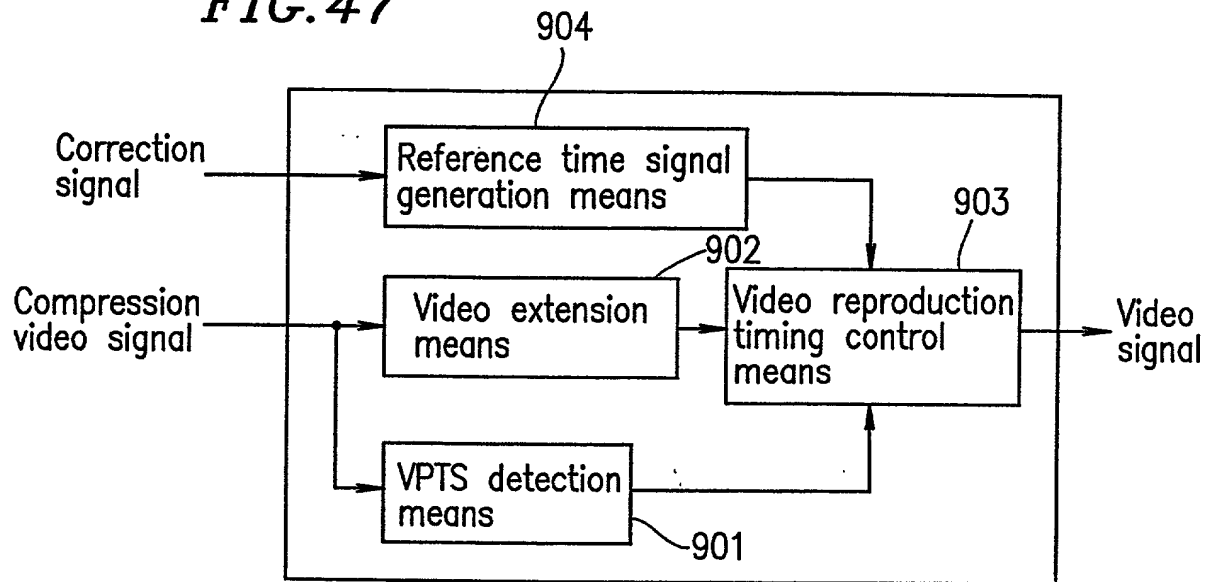 FIG.47
904
Correction
signal
Reference time signal
generation means
903
902
Compression
video signal
Video extension
means
Video reproduction
timing control
means
Video
signal
VPTS detection
means
901